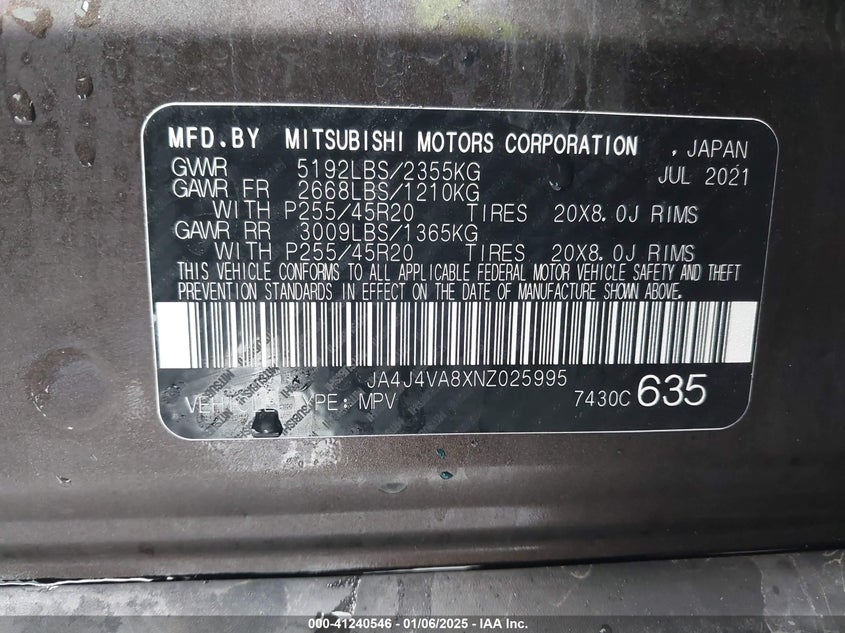 MFD.BY MITSUBISHI MOTORS CORPORATION , JAPAN
GVWR 5192LBS/2355KG JUL 2021
GAWR FR 2668LBS/1210KG
WITH P255/45R20 TIRES 20X8.0J RIMS
GAWR RR 3009LBS/1365KG
WITH P255/45R20 TIRES 20X8.0J RIMS
THIS VEHICLE CONFORMS TO ALL APPLICABLE FEDERAL MOTOR VEHICLE SAFETY AND THEFT
PREVENTION STANDARDS IN EFFECT ON THE DATE OF MANUFACTURE SHOWN ABOVE.
JA4J4VA8XNZ025995
VEHICLE TYPE: MPV 7430C 635
000-41240546 - 01/06/2025 - IAA Inc.